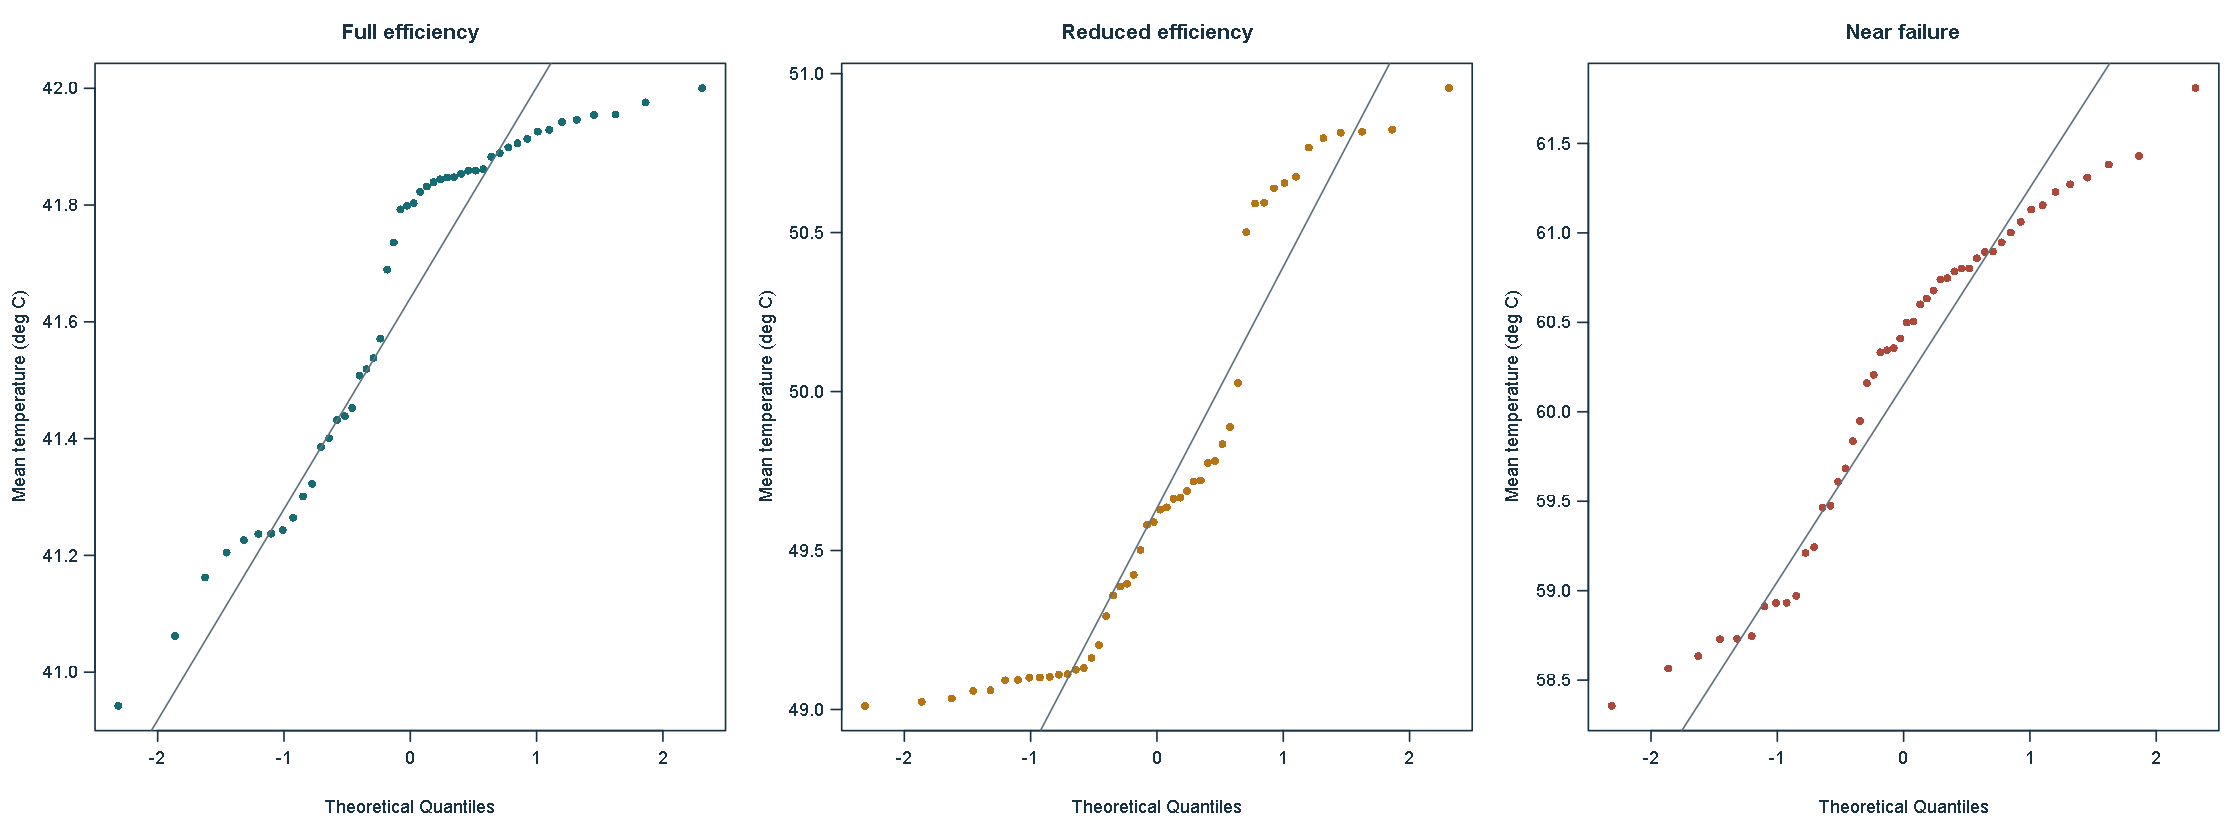 Full efficiency
Mean temperature (deg C)
42.0
41.8
41.6
41.4
41.2
41.0
-2 -1 0 1 2
Theoretical Quantiles
Reduced efficiency
Mean temperature (deg C)
51.0
50.5
50.0
49.5
49.0
-2 -1 0 1 2
Theoretical Quantiles
Near failure
Mean temperature (deg C)
61.5
61.0
60.5
60.0
59.5
59.0
58.5
-2 -1 0 1 2
Theoretical Quantiles